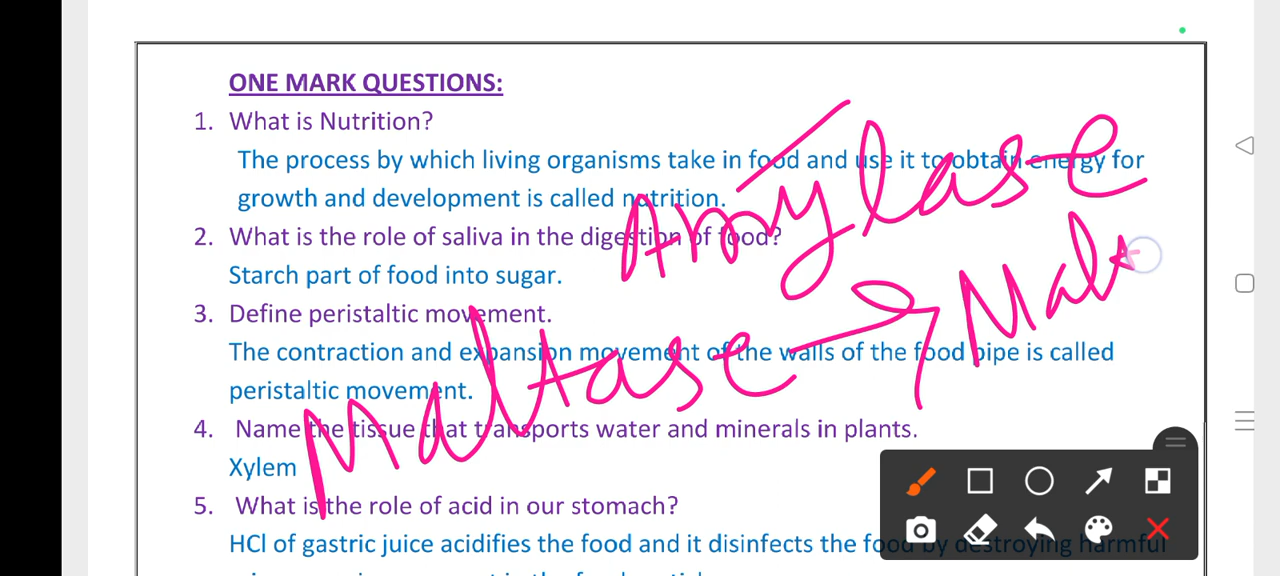 ONE MARK QUESTIONS:
1. What is Nutrition?
The process by which living organisms take in food and use it to obtain energy for
growth and development is called nutrition.
Amylase
2. What is the role of saliva in the digestion of food?
Starch part of food into sugar.
Malt
3. Define peristaltic movement.
Maltase
The contraction and expansion movement of the walls of the food pipe is called
peristaltic movement.
4. Name the tissue that transports water and minerals in plants.
Xylem
5. What is the role of acid in our stomach?
HCl of gastric juice acidifies the food and it disinfects the food by destroying harmful